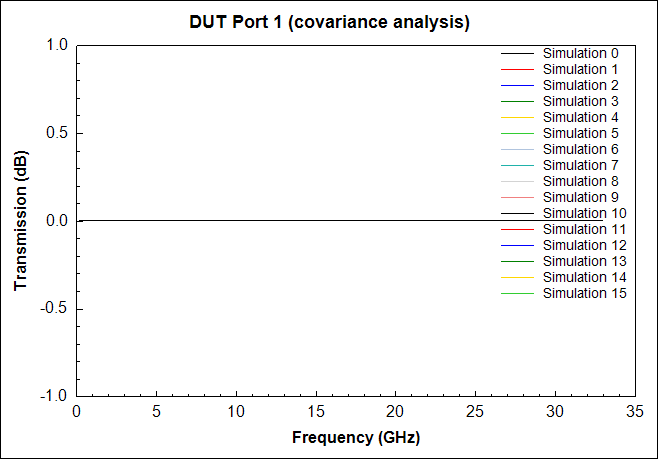 DUT Port 1 (covariance analysis)
1.0
0.5
0.0
-0.5
-1.0
Transmission (dB)
Simulation 0
Simulation 1
Simulation 2
Simulation 3
Simulation 4
Simulation 5
Simulation 6
Simulation 7
Simulation 8
Simulation 9
Simulation 10
Simulation 11
Simulation 12
Simulation 13
Simulation 14
Simulation 15
0 5 10 15 20 25 30 35
Frequency (GHz)